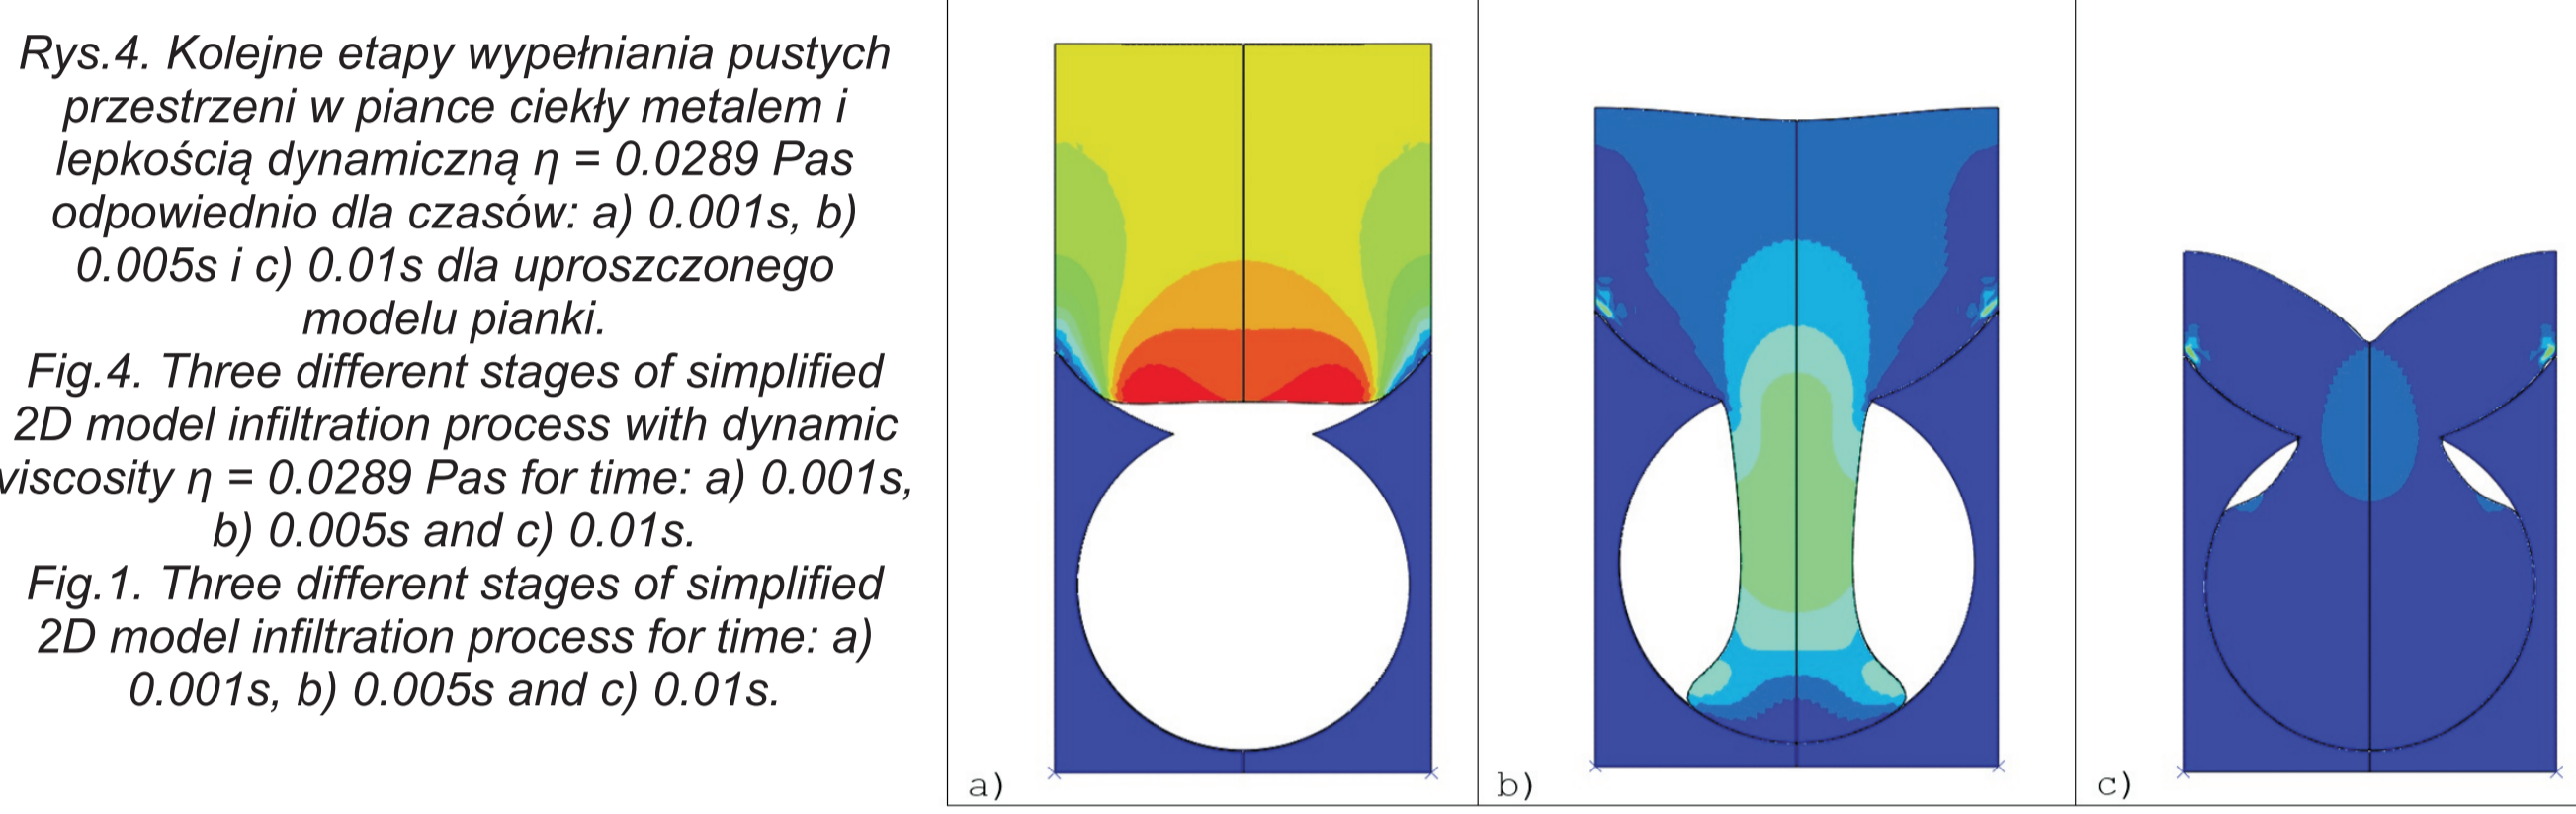 Rys.4. Kolejne etapy wypełniania pustych
przestrzeni w piance ciekły metalem i
lepkością dynamiczną η = 0.0289 Pas
odpowiednio dla czasów: a) 0.001s, b)
0.005s i c) 0.01s dla uproszczonego
modelu pianki.
Fig.4. Three different stages of simplified
2D model infiltration process with dynamic
viscosity η = 0.0289 Pas for time: a) 0.001s,
b) 0.005s and c) 0.01s.
Fig.1. Three different stages of simplified
2D model infiltration process for time: a)
0.001s, b) 0.005s and c) 0.01s.
a)
b)
c)